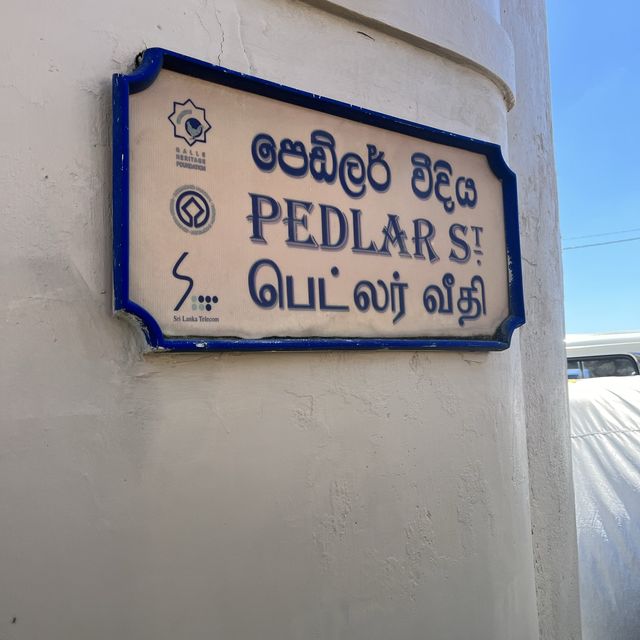 GALLE
HERITAGE
FOUNDATION
Sri Lanka Telecom
පෙඩ්ලර් විදිය
PEDLAR ST.
பெட்லர் வீதி